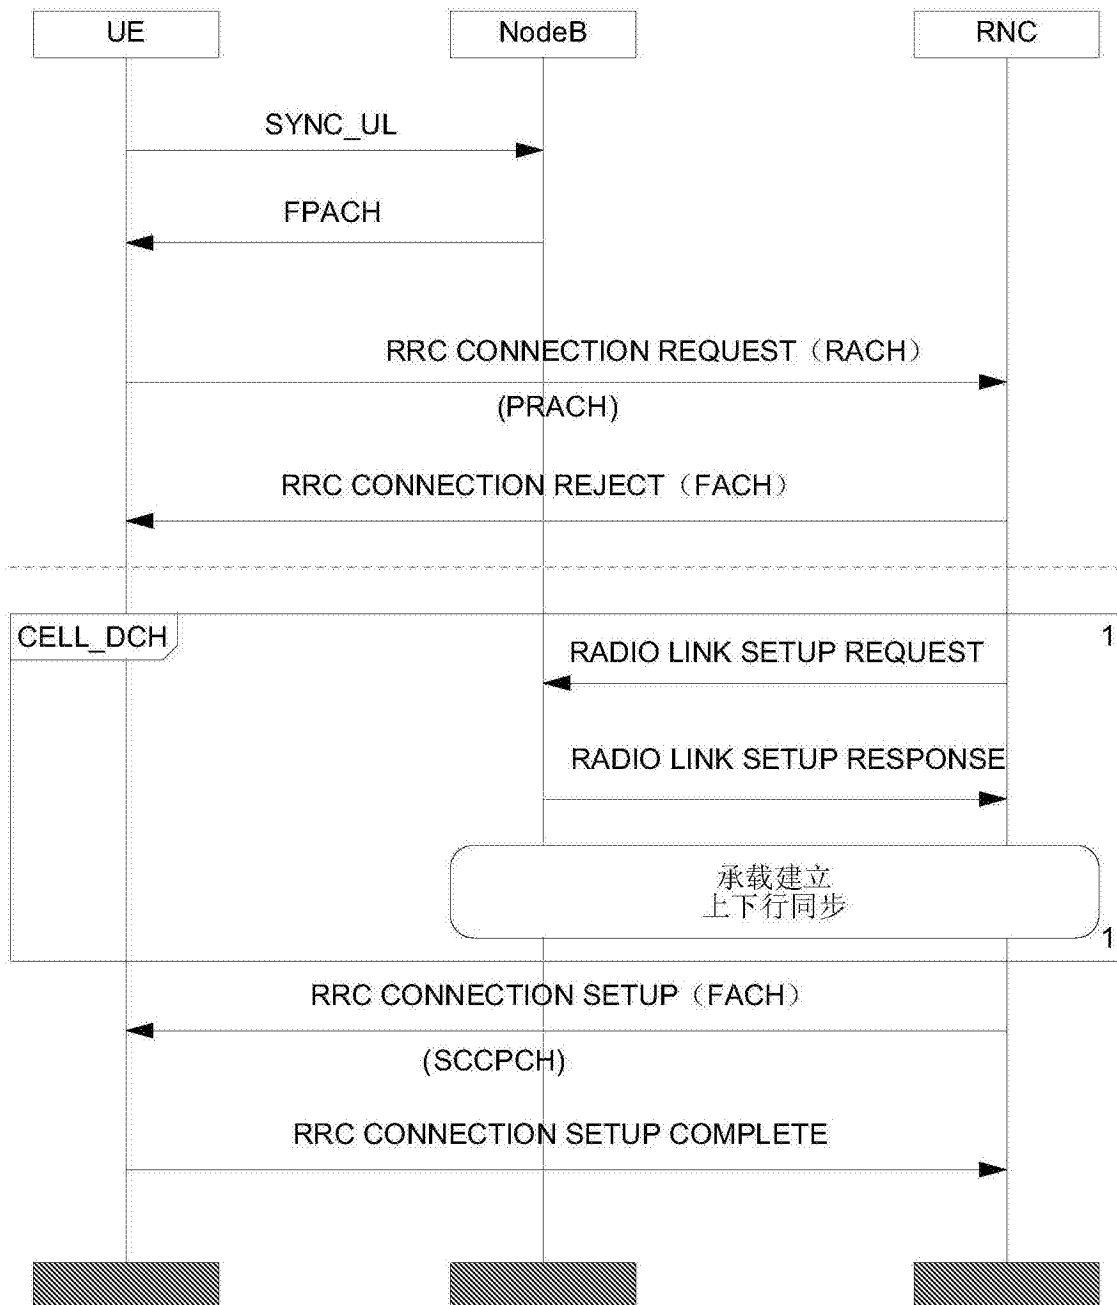 UE
NodeB
RNC
SYNC_UL
FPACH
RRC CONNECTION REQUEST（RACH）
(PRACH)
RRC CONNECTION REJECT（FACH）
CELL_DCH
1
RADIO LINK SETUP REQUEST
RADIO LINK SETUP RESPONSE
承载建立
上下行同步
1
RRC CONNECTION SETUP（FACH）
(SCCPCH)
RRC CONNECTION SETUP COMPLETE